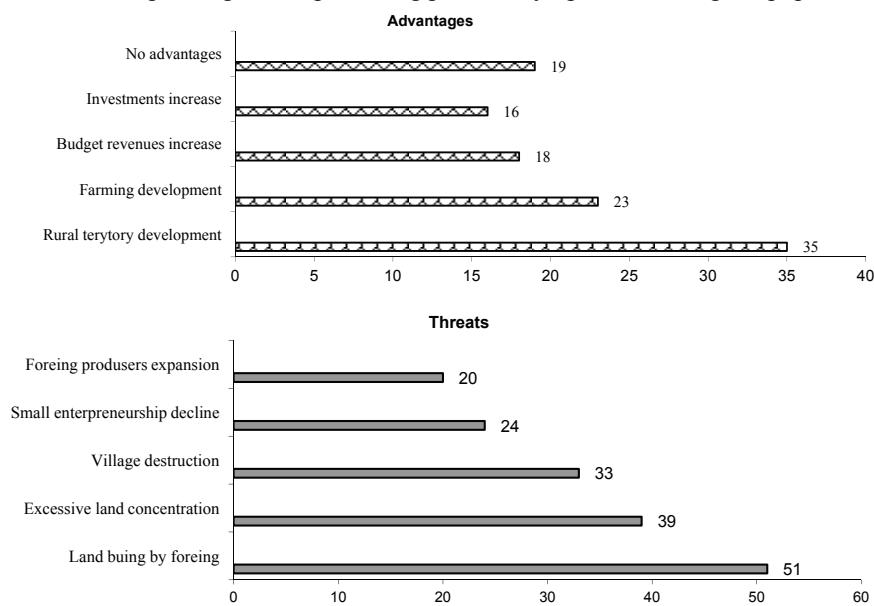 Advantages
No advantages 19
Investments increase 16
Budget revenues increase 18
Farming development 23
Rural terytory development 35
0 5 10 15 20 25 30 35 40
Threats
Foreing produsers expansion 20
Small enterpreneurship decline 24
Village destruction 33
Excessive land concentration 39
Land buing by foreing 51
0 10 20 30 40 50 60